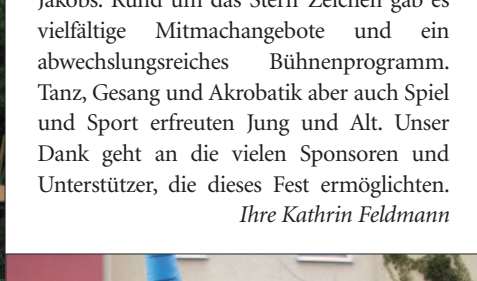 Jakobs. Rund um das Stern Zeichen gab es
vielfältige Mitmachangebote und ein
abwechslungsreiches Bühnenprogramm.
Tanz, Gesang und Akrobatik aber auch Spiel
und Sport erfreuten Jung und Alt. Unser
Dank geht an die vielen Sponsoren und
Unterstützer, die dieses Fest ermöglichten.
Ihre Kathrin Feldmann